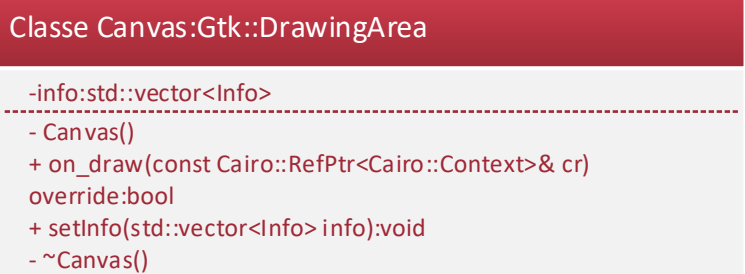 Classe Canvas:Gtk::DrawingArea
-info:std::vector<Info>
- Canvas()
+ on_draw(const Cairo::RefPtr<Cairo::Context>& cr)
override:bool
+ setInfo(std::vector<Info> info):void
- ~Canvas()